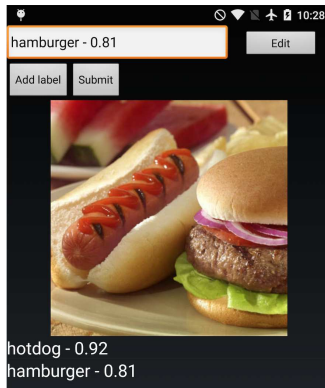 10:28
hamburger - 0.81
Edit
Add label
Submit
hotdog - 0.92
hamburger - 0.81